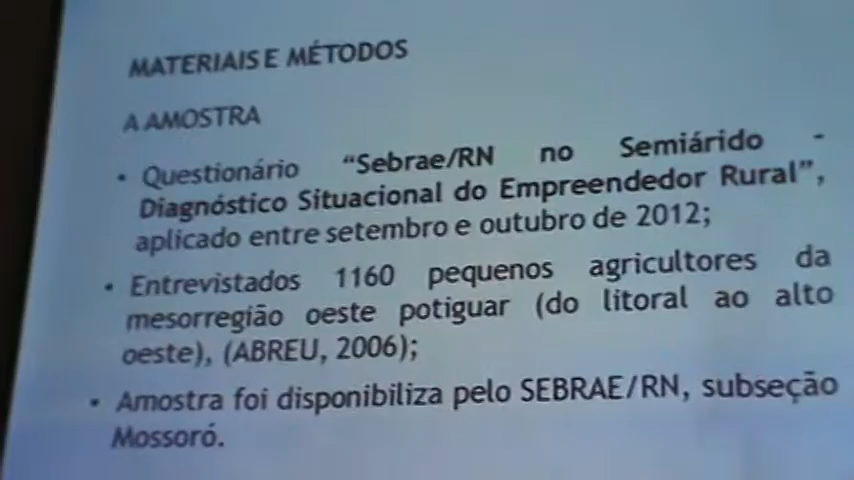 MATERIAIS E MÉTODOS
A AMOSTRA
• Questionário "Sebrae/RN no Semiárido -
Diagnóstico Situacional do Empreendedor Rural",
aplicado entre setembro e outubro de 2012;
• Entrevistados 1160 pequenos agricultores da
mesorregião oeste potiguar (do litoral ao alto
oeste), (ABREU, 2006);
• Amostra foi disponibiliza pelo SEBRAE/RN, subseção
Mossoró.